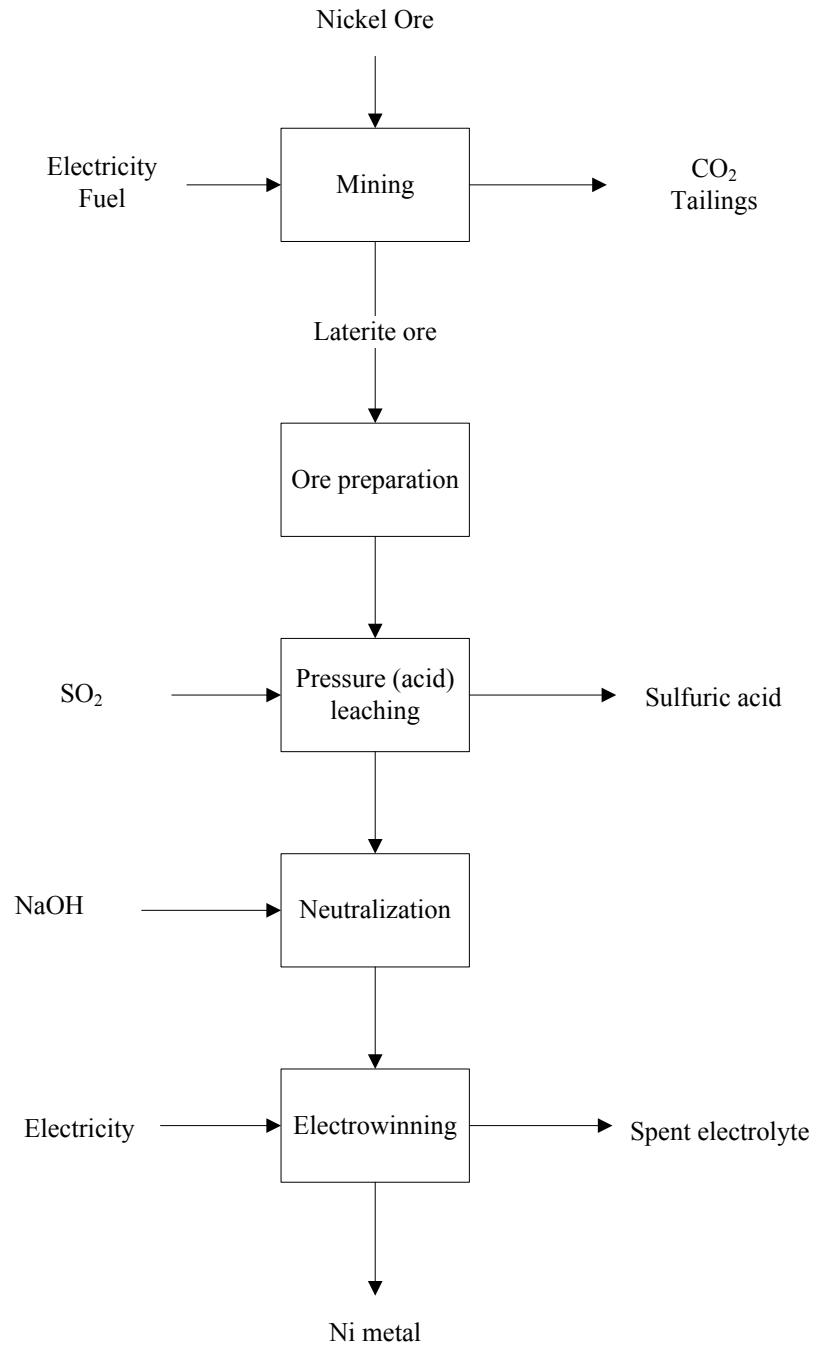 Nickel Ore
Electricity
Fuel
Mining
CO₂
Tailings
Laterite ore
Ore preparation
SO₂
Pressure (acid)
leaching
Sulfuric acid
NaOH
Neutralization
Electricity
Electrowinning
Spent electrolyte
Ni metal